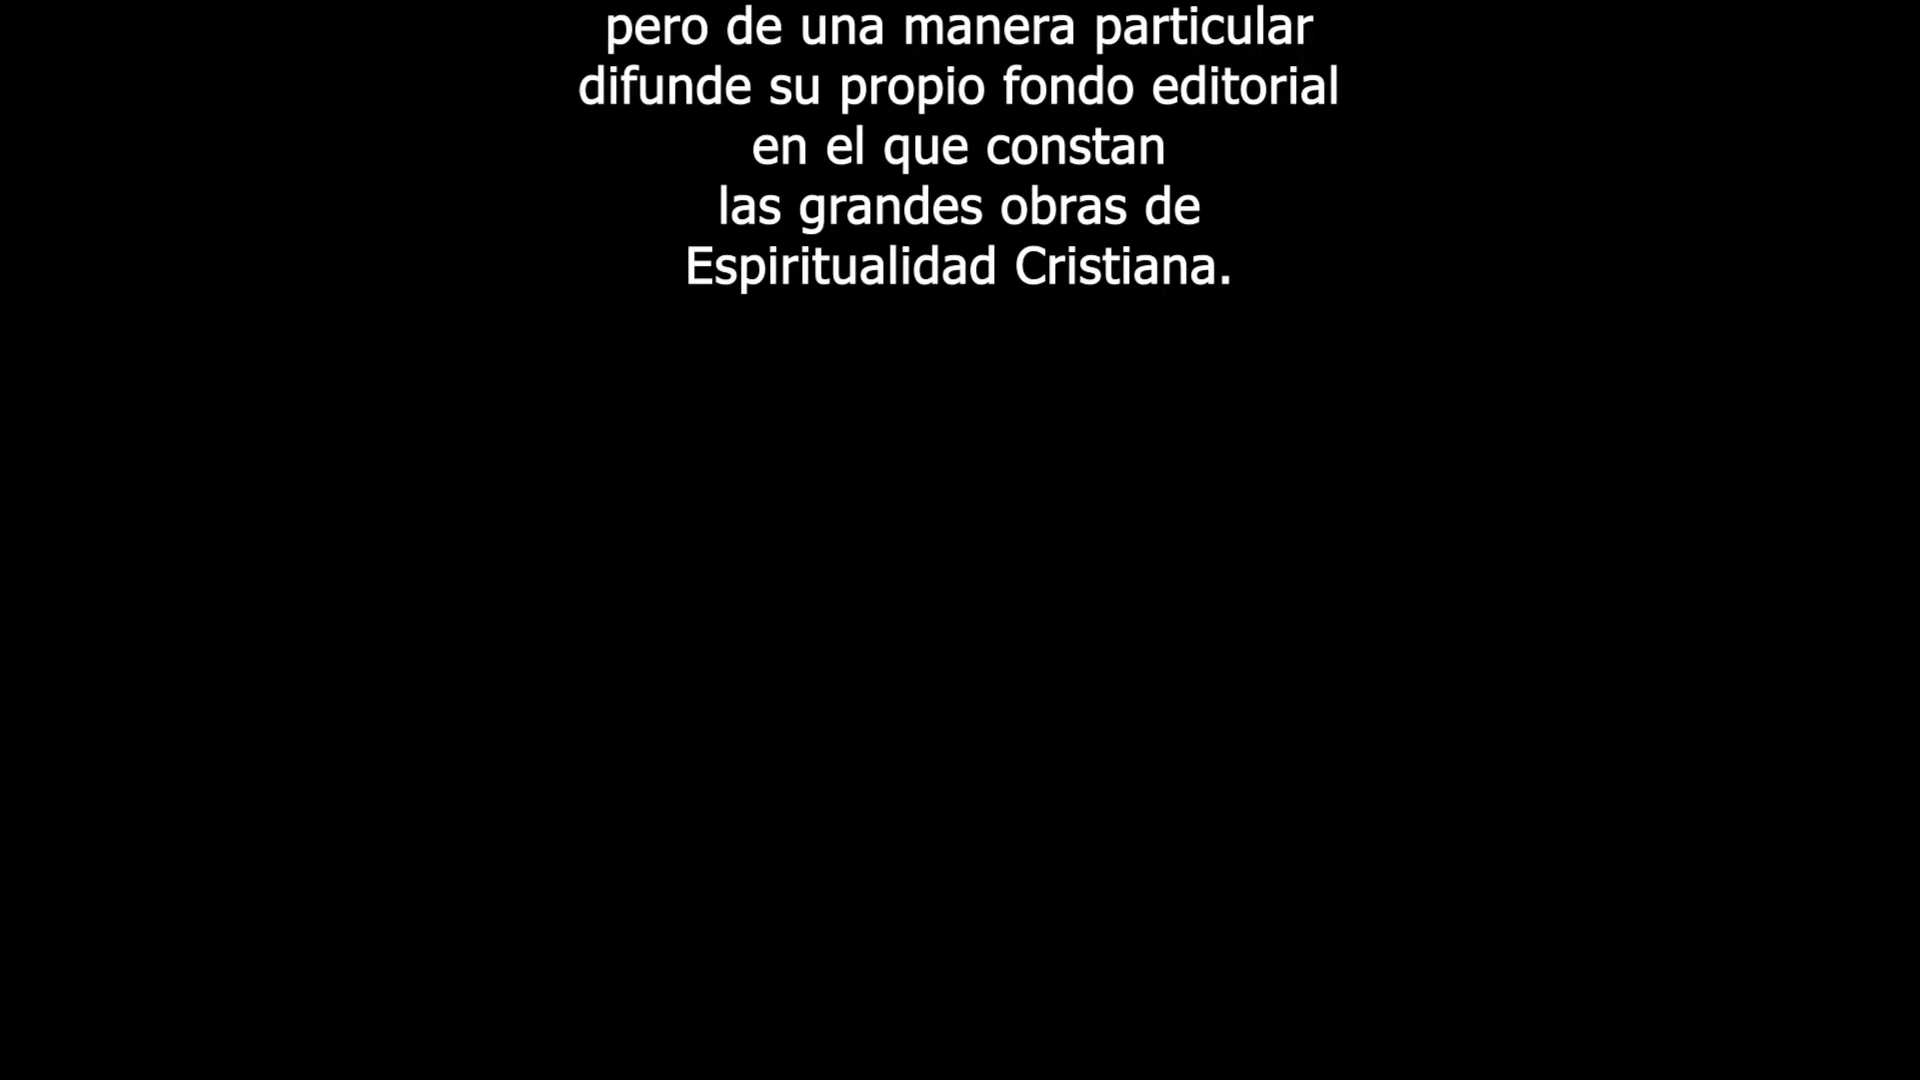 pero de una manera particular
difunde su propio fondo editorial
en el que constan
las grandes obras de
Espiritualidad Cristiana.